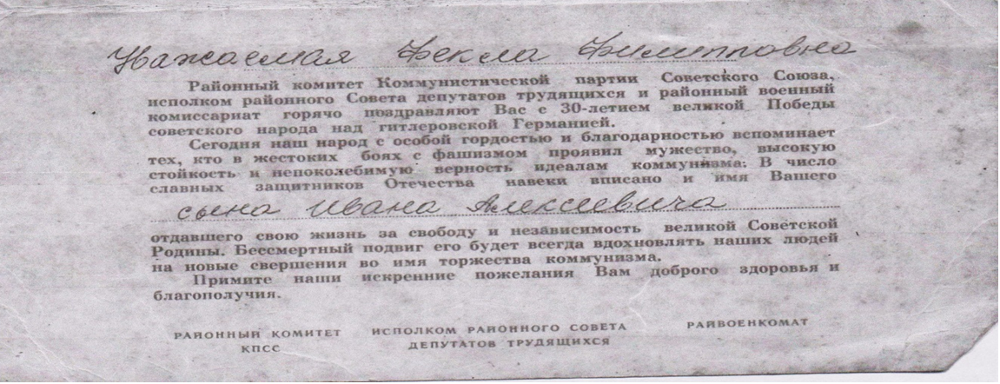 Уважаемая Фекла Филипповна
Районный комитет Коммунистической партии Советского Союза,
исполком районного Совета депутатов трудящихся и районный военный
комиссариат горячо поздравляют Вас с 30-летием великой Победы
советского народа над гитлеровской Германией.
Сегодня наш народ с особой гордостью и благодарностью вспоминает
тех, кто в жестоких боях с фашизмом проявил мужество, высокую
стойкость и непоколебимую верность идеалам коммунизма. В число
славных защитников Отечества навеки вписано и имя Вашего
сына Ивана Алексеевича
отдавшего свою жизнь за свободу и независимость великой Советской
Родины. Бессмертный подвиг его будет всегда вдохновлять наших людей
на новые свершения во имя торжества коммунизма.
Примите наши искренние пожелания Вам доброго здоровья и
благополучия.
РАЙОННЫЙ КОМИТЕТ ИСПОЛКОМ РАЙОННОГО СОВЕТА РАЙВОЕНКОМАТ
КПСС ДЕПУТАТОВ ТРУДЯЩИХСЯ